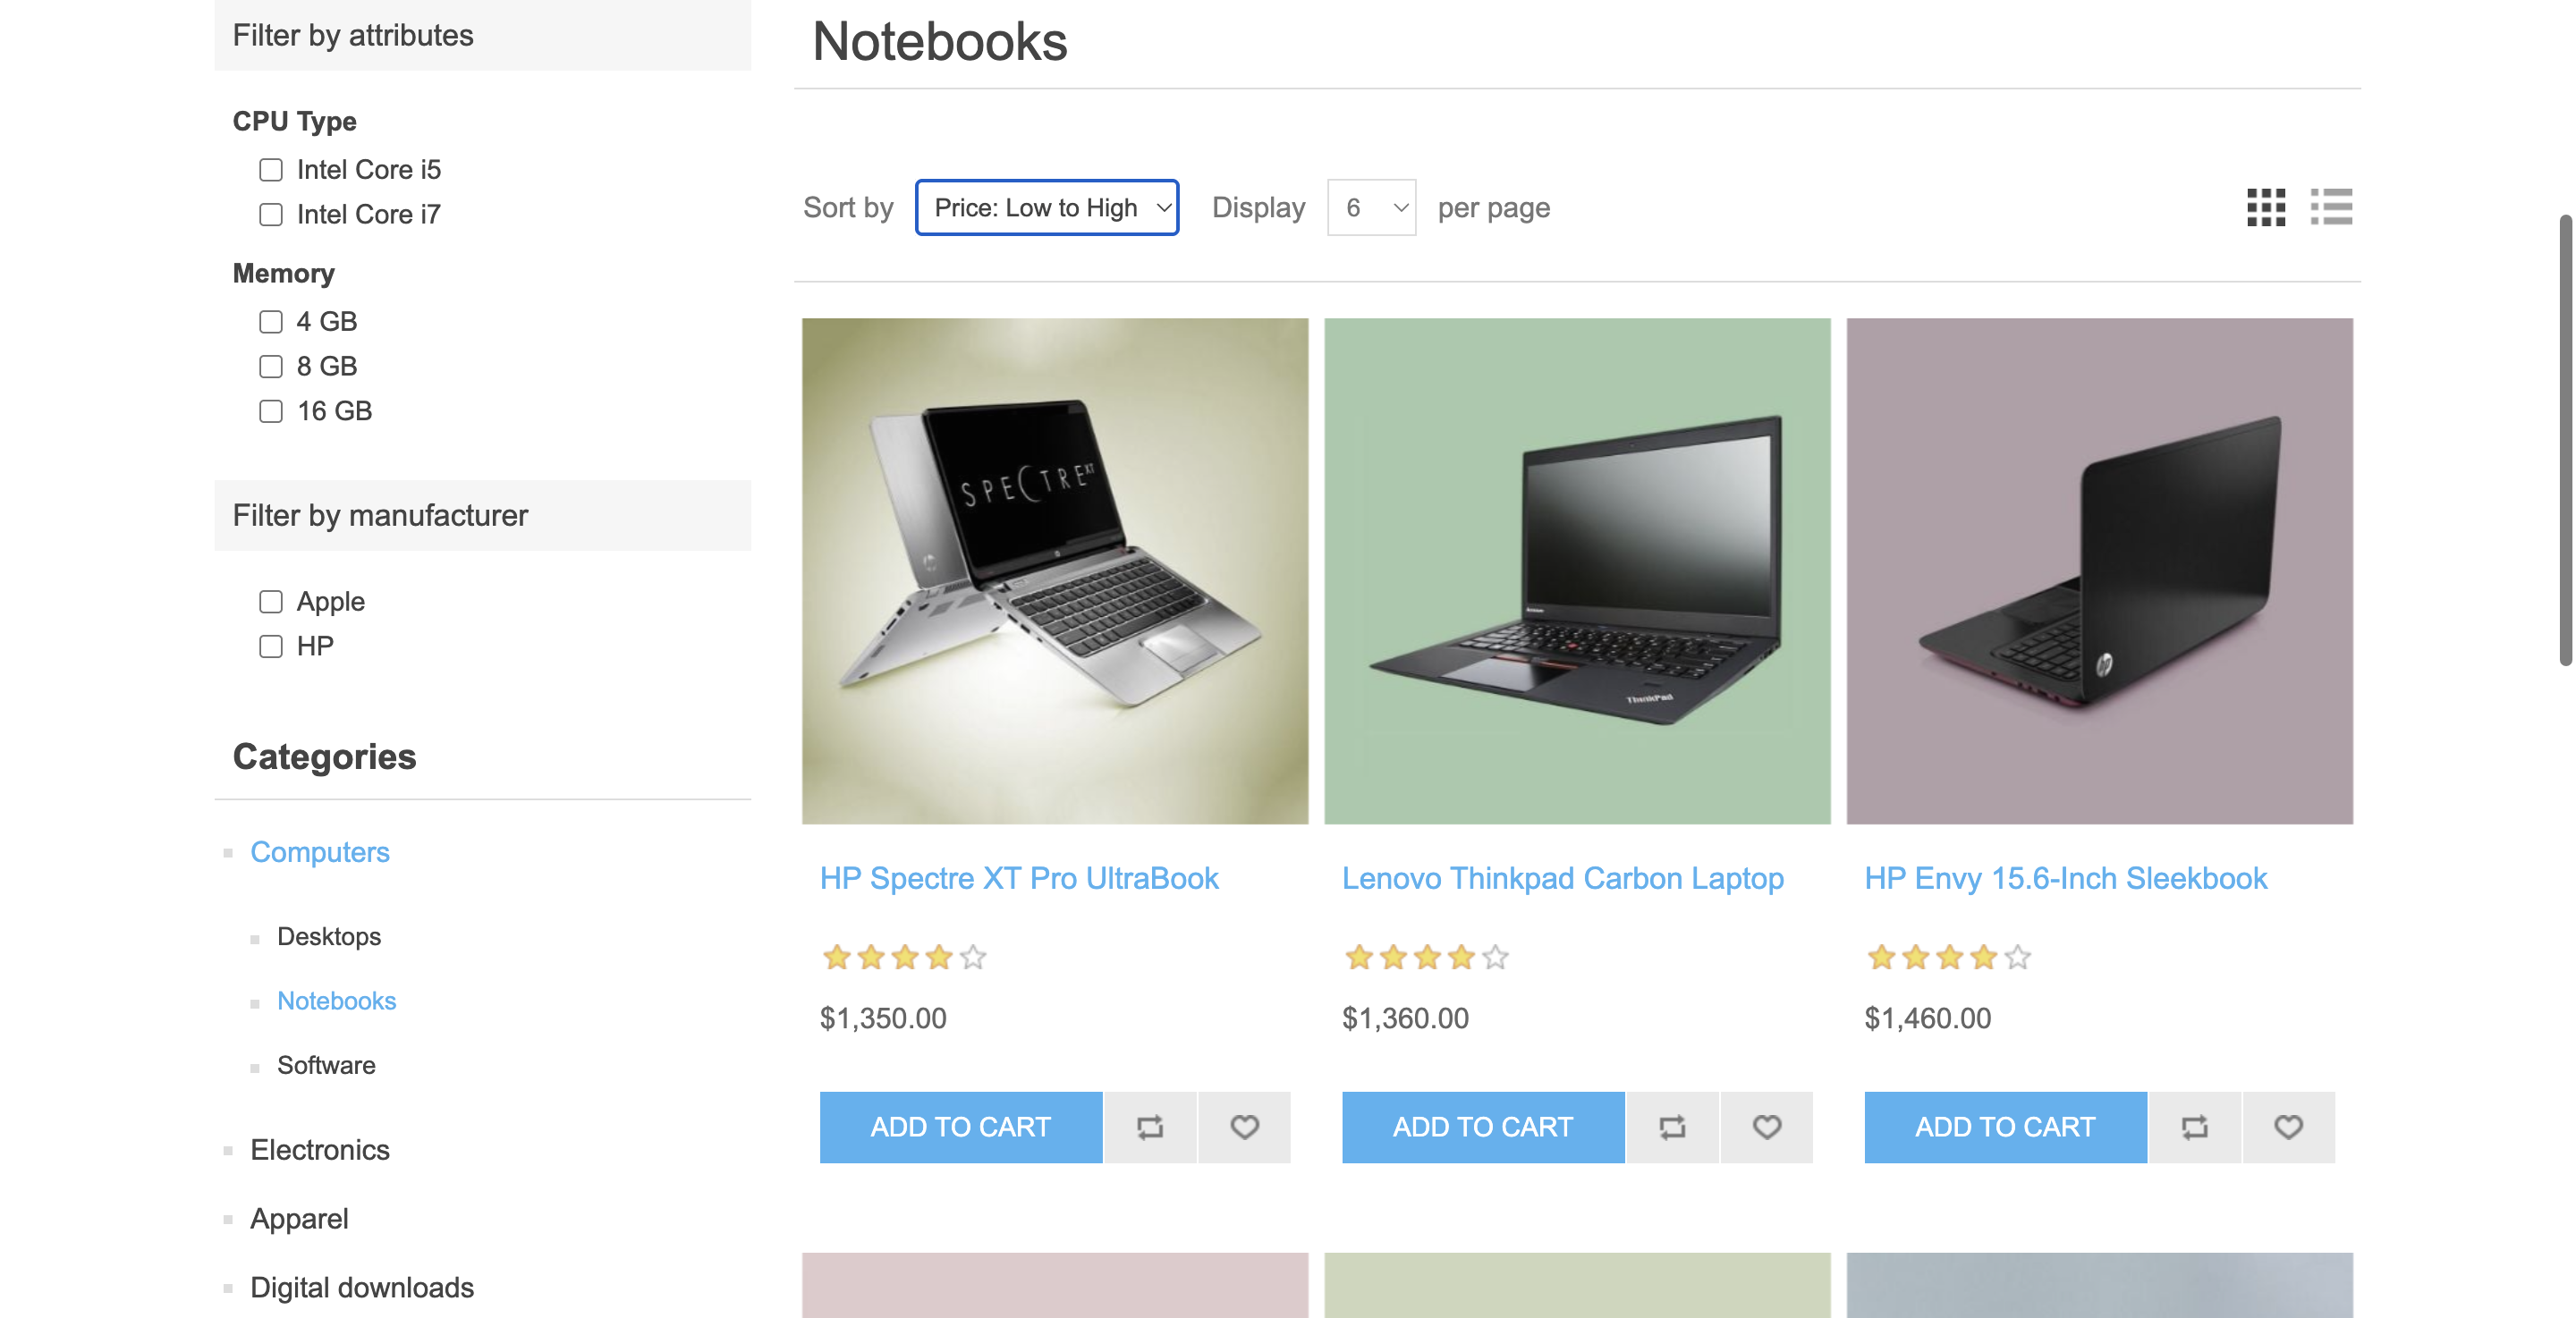 Filter by attributes
CPU Type
Intel Core i5
Intel Core i7
Memory
4 GB
8 GB
16 GB
Filter by manufacturer
Apple
HP
Categories
Computers
Desktops
Notebooks
Software
Electronics
Apparel
Digital downloads
Notebooks
Sort by Price: Low to High Display 6 per page
SPECTRE XT
ThinkPad
hp
HP Spectre XT Pro UltraBook
$1,350.00
ADD TO CART
Lenovo Thinkpad Carbon Laptop
$1,360.00
ADD TO CART
HP Envy 15.6-Inch Sleekbook
$1,460.00
ADD TO CART